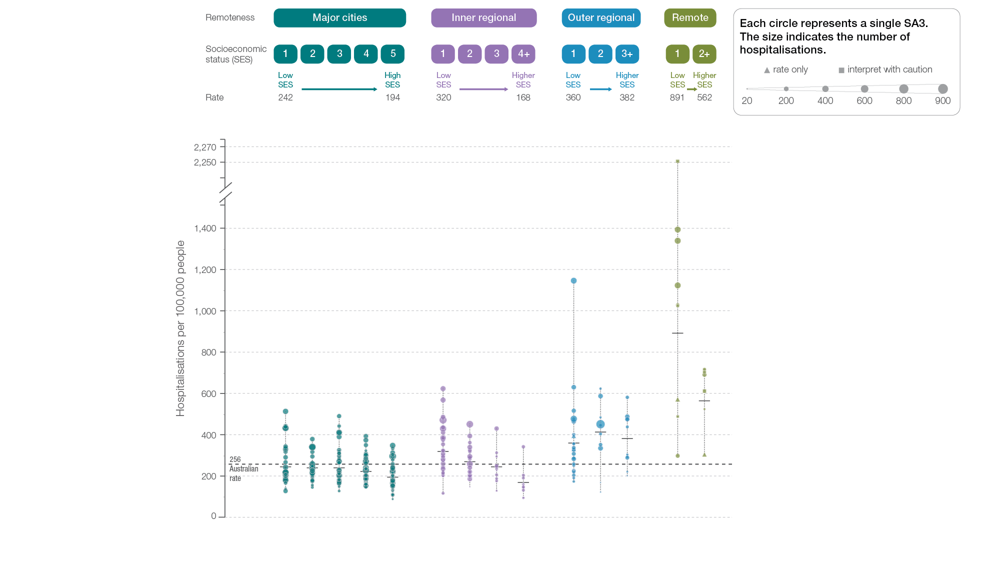 Remoteness
Major cities
Inner regional
Outer regional
Remote
Socioeconomic
status (SES)
1 2 3 4 5
1 2 3 4+
1 2 3+
1 2+
Low
SES
High
SES
Low
SES
Higher
SES
Low
SES
Higher
SES
Low
SES
Higher
SES
Rate
242
194
320
168
360
382
891
562
Each circle represents a single SA3.
The size indicates the number of
hospitalisations.
rate only
interpret with caution
20 200 400 600 800 900
Hospitalisations per 100,000 people
2,270
2,250
1,400
1,200
1,000
800
600
400
200
0
256
Australian
rate